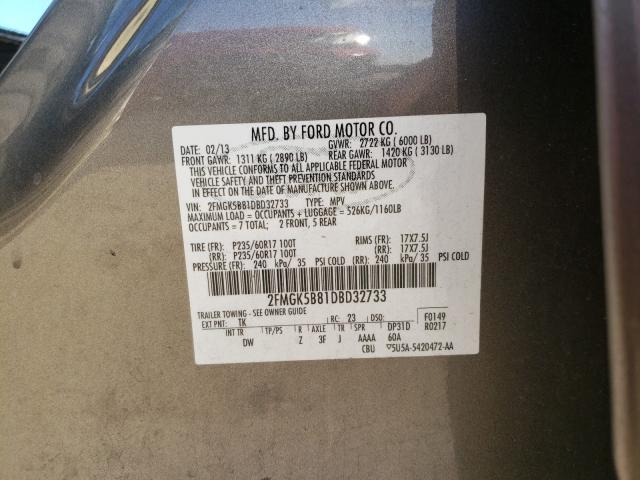 MFD. BY FORD MOTOR CO.
DATE: 02/13 GVWR: 2722 KG ( 6000 LB)
FRONT GAWR: 1311 KG ( 2890 LB) REAR GAWR: 1420 KG ( 3130 LB)
THIS VEHICLE CONFORMS TO ALL APPLICABLE FEDERAL MOTOR
VEHICLE SAFETY AND THEFT PREVENTION STANDARDS
IN EFFECT ON THE DATE OF MANUFACTURE SHOWN ABOVE.
VIN: 2FMGK5B81DBD32733 TYPE: MPV
MAXIMUM LOAD = OCCUPANTS + LUGGAGE = 526KG/1160LB
OCCUPANTS = 7 TOTAL; 2 FRONT, 5 REAR
TIRE (FR): P235/60R17 100T RIMS (FR): 17X7.5J
(RR): P235/60R17 100T (RR): 17X7.5J
PRESSURE (FR): 240 kPa/ 35 PSI COLD (RR): 240 kPa/ 35 PSI COLD
2FMGK5B81DBD32733
TRAILER TOWING - SEE OWNER GUIDE
EXT PNT: TK RC: 23 DSO: F0149
INT TR TP/PS R AXLE TR SPR DP31D R0217
DW Z 3F J AAAA 60A
CBU 5U5A-5420472-AA